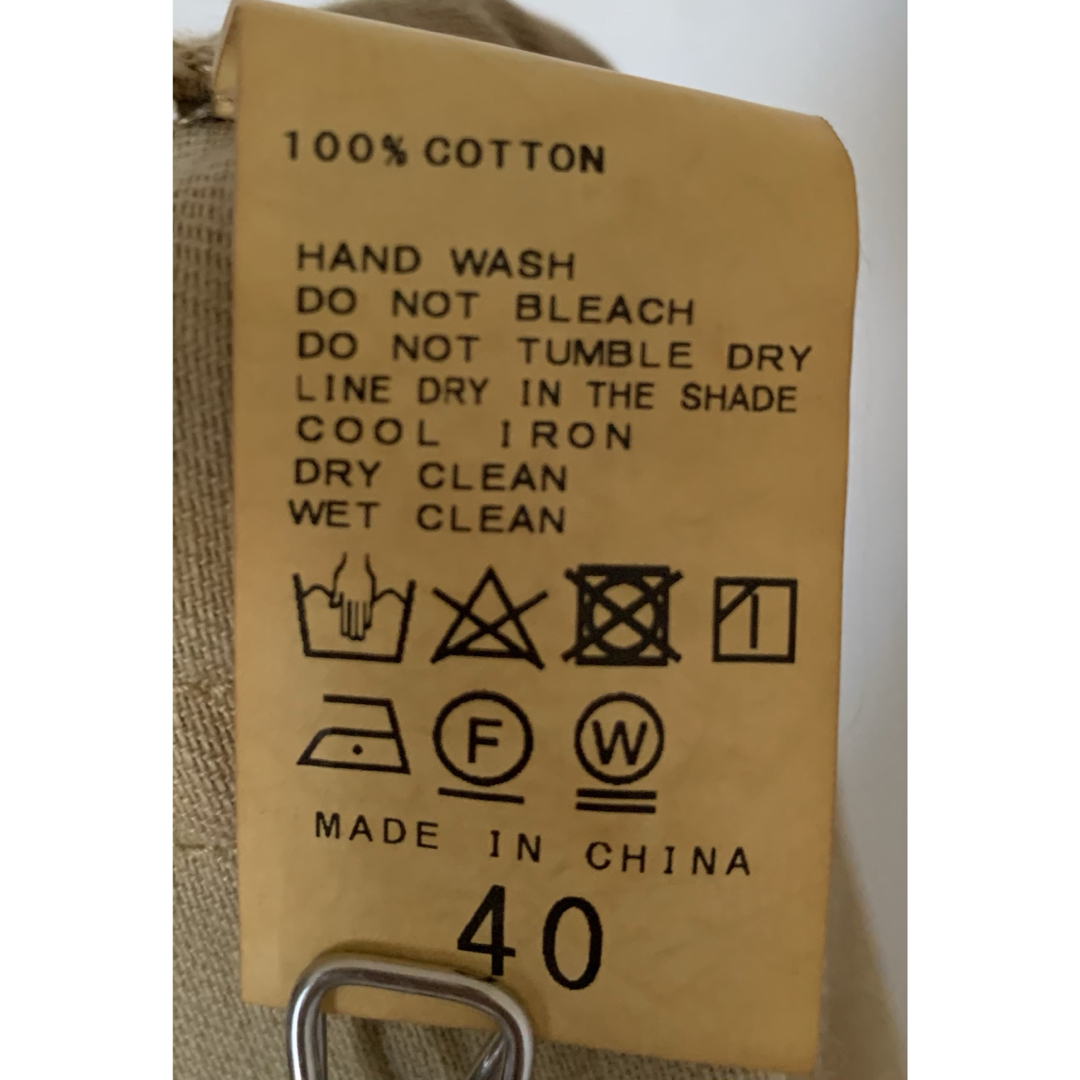 100% COTTON
HAND WASH
DO NOT BLEACH
DO NOT TUMBLE DRY
LINE DRY IN THE SHADE
COOL IRON
DRY CLEAN
WET CLEAN
F W
MADE IN CHINA
40